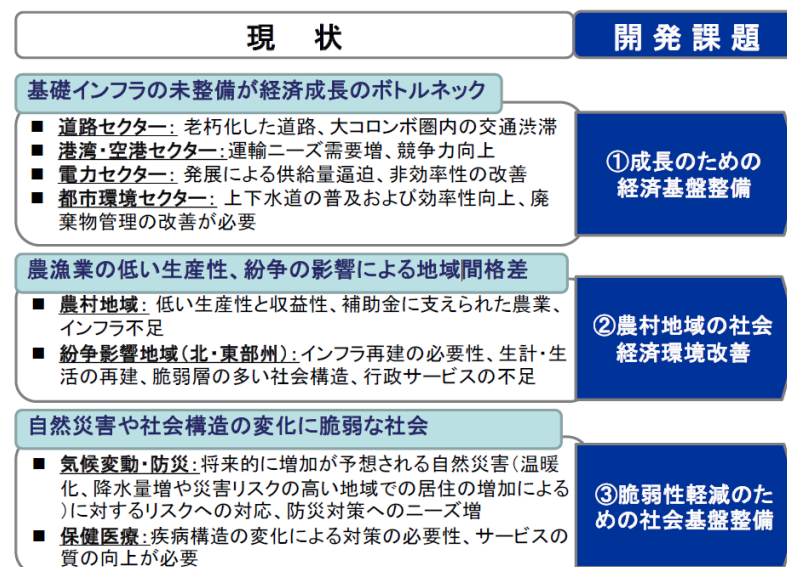 現 状
開発課題
基礎インフラの未整備が経済成長のボトルネック
■ 道路セクター: 老朽化した道路、大コロンボ圏内の交通渋滞
■ 港湾・空港セクター:運輸ニーズ需要増、競争力向上
■ 電力セクター: 発展による供給量逼迫、非効率性の改善
■ 都市環境セクター: 上下水道の普及および効率性向上、廃
棄物管理の改善が必要
①成長のための
経済基盤整備
農漁業の低い生産性、紛争の影響による地域間格差
■ 農村地域: 低い生産性と収益性、補助金に支えられた農業、
インフラ不足
■ 紛争影響地域(北・東部州):インフラ再建の必要性、生計・生
活の再建、脆弱層の多い社会構造、行政サービスの不足
②農村地域の社会
経済環境改善
自然災害や社会構造の変化に脆弱な社会
■ 気候変動・防災:将来的に増加が予想される自然災害(温暖
化、降水量増や災害リスクの高い地域での居住の増加による
)に対するリスクへの対応、防災対策へのニーズ増
■ 保健医療:疾病構造の変化による対策の必要性、サービスの
質の向上が必要
③脆弱性軽減のた
めの社会基盤整備